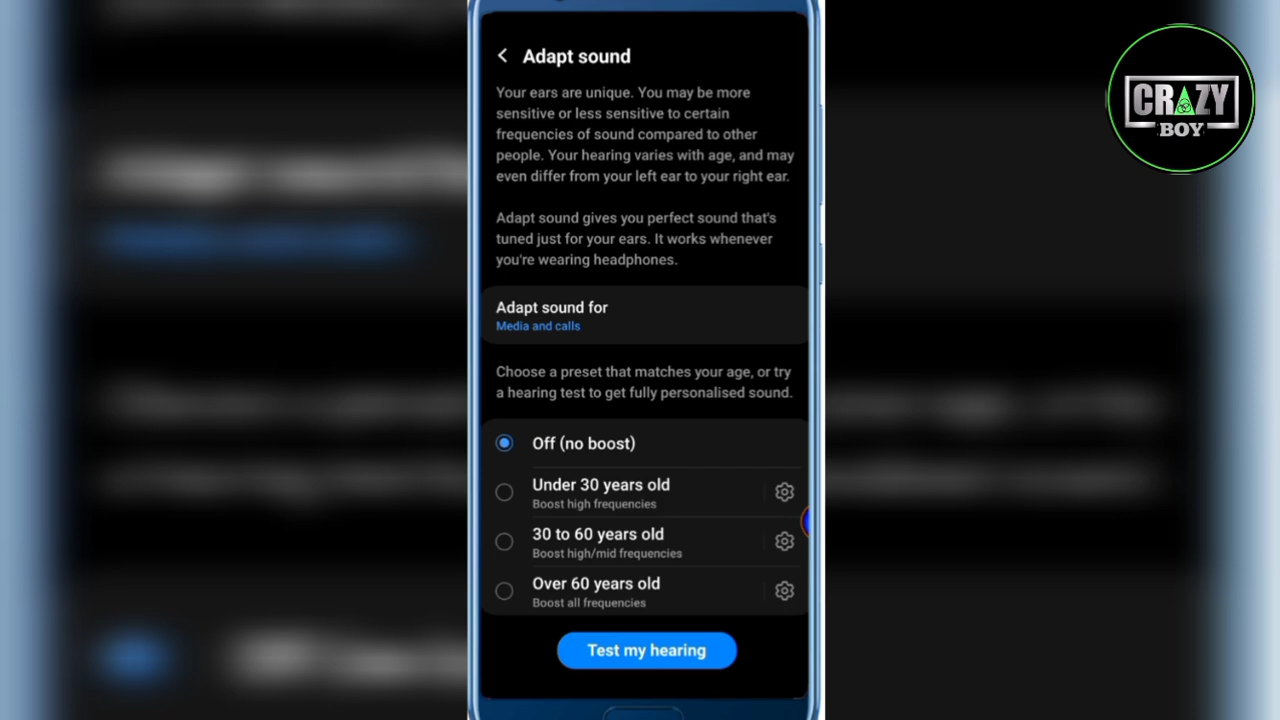 Adapt sound
Your ears are unique. You may be more
sensitive or less sensitive to certain
frequencies of sound compared to other
people. Your hearing varies with age, and may
even differ from your left ear to your right ear.
Adapt sound gives you perfect sound that's
tuned just for your ears. It works whenever
you're wearing headphones.
Adapt sound for
Media and calls
Choose a preset that matches your age, or try
a hearing test to get fully personalised sound.
Off (no boost)
Under 30 years old
Boost high frequencies
30 to 60 years old
Boost high/mid frequencies
Over 60 years old
Boost all frequencies
Test my hearing
CRAZY
BOY